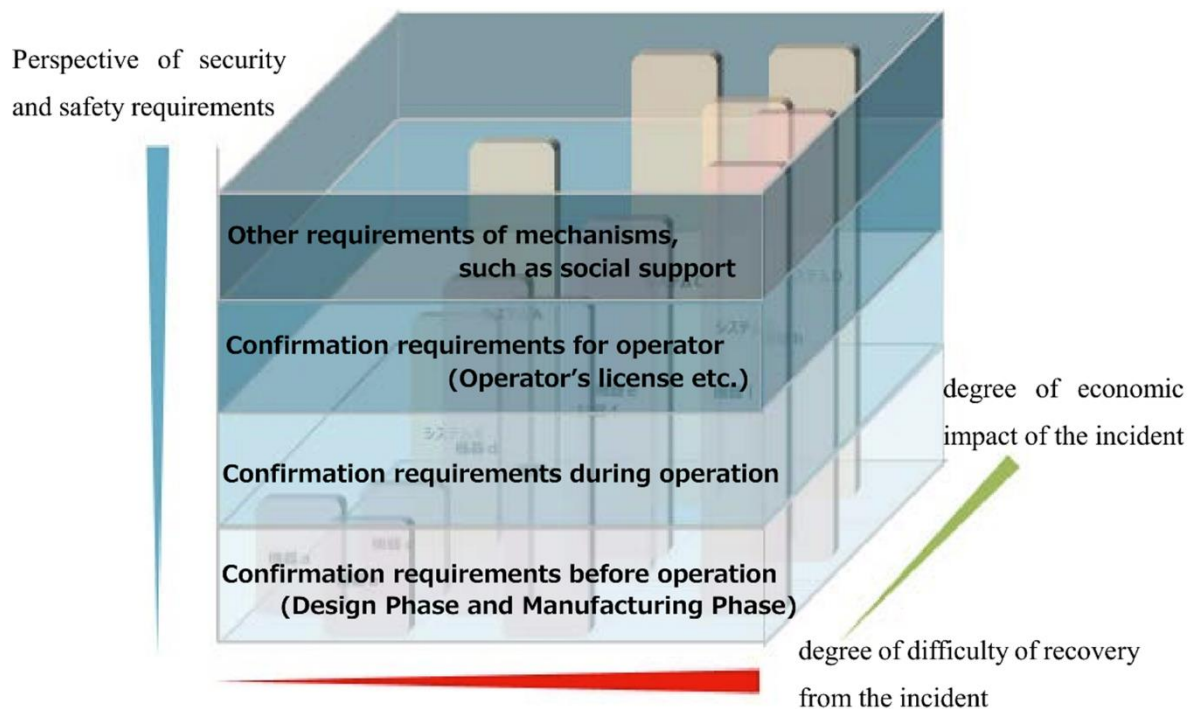 Perspective of security
and safety requirements
Other requirements of mechanisms,
such as social support
Confirmation requirements for operator
(Operator's license etc.)
degree of economic
impact of the incident
Confirmation requirements during operation
Confirmation requirements before operation
(Design Phase and Manufacturing Phase)
degree of difficulty of recovery
from the incident